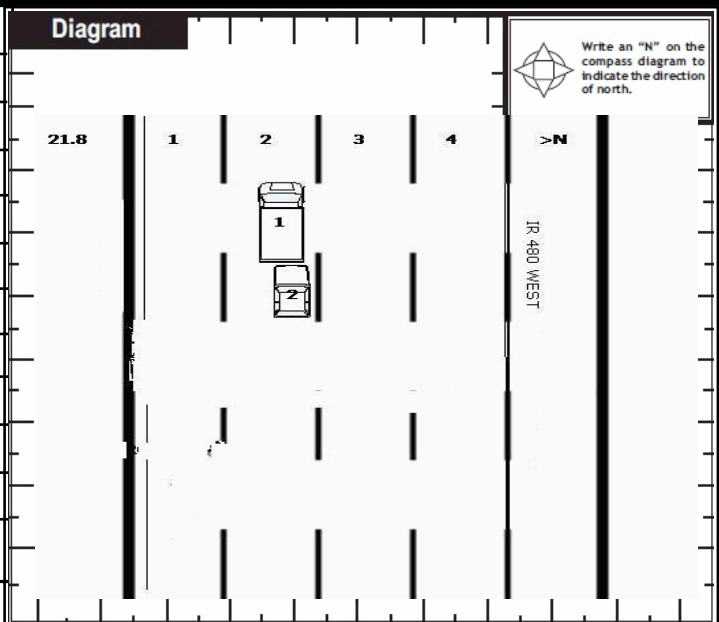 Diagram
Write an “N” on the
compass diagram to
indicate the direction
of north.
21.8 1 2 3 4 >N
1
IR 480 WEST
2